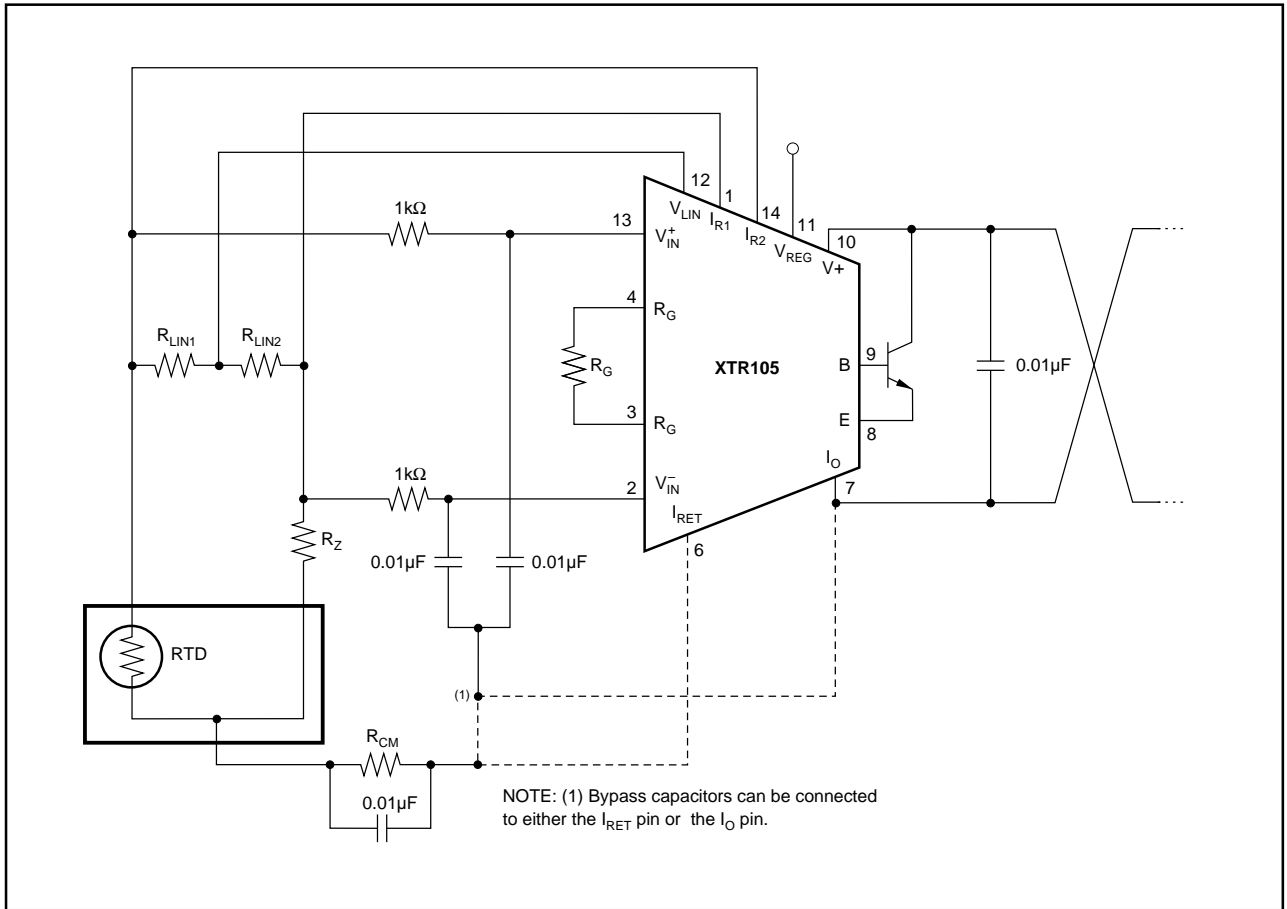 12
1
14
11
10
V_LIN
I_R1
I_R2
V_REG
V+
1kΩ
13
V_IN^+
4
R_G
R_LIN1
R_LIN2
R_G
XTR105
B
9
0.01µF
3
R_G
E
8
I_O
7
1kΩ
2
V_IN^−
I_RET
6
R_Z
0.01µF
0.01µF
RTD
(1)
R_CM
0.01µF
NOTE: (1) Bypass capacitors can be connected
to either the I_RET pin or the I_O pin.